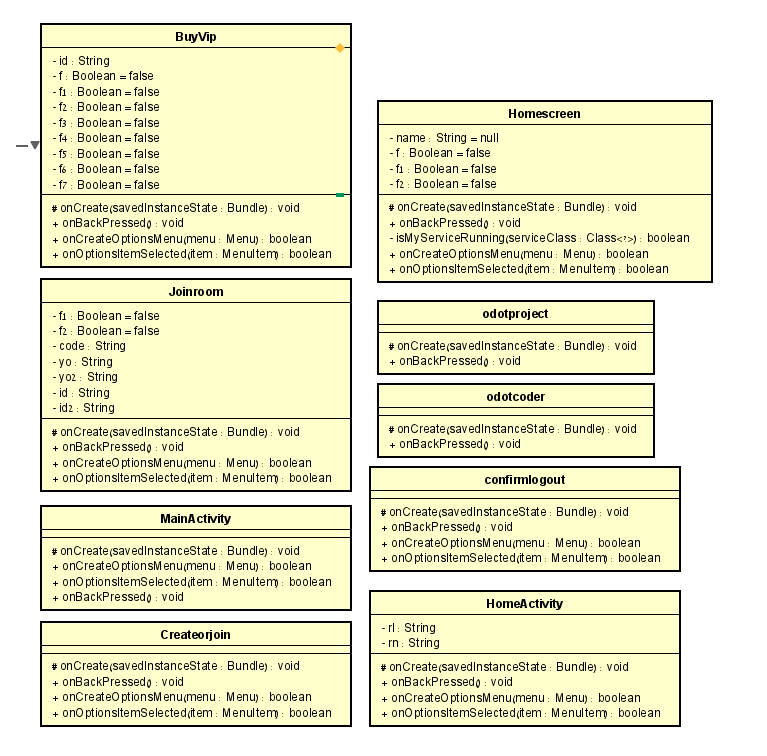 BuyVip
- id : String
- f : Boolean = false
- f1 : Boolean = false
- f2 : Boolean = false
- f3 : Boolean = false
- f4 : Boolean = false
- f5 : Boolean = false
- f6 : Boolean = false
- f7 : Boolean = false
# onCreate(savedInstanceState : Bundle) : void
+ onBackPressed() : void
+ onCreateOptionsMenu(menu : Menu) : boolean
+ onOptionsItemSelected(item : MenuItem) : boolean
Joinroom
- f1 : Boolean = false
- f2 : Boolean = false
- code : String
- yo : String
- yo2 : String
- id : String
- id2 : String
# onCreate(savedInstanceState : Bundle) : void
+ onBackPressed() : void
+ onCreateOptionsMenu(menu : Menu) : boolean
+ onOptionsItemSelected(item : MenuItem) : boolean
MainActivity
# onCreate(savedInstanceState : Bundle) : void
+ onCreateOptionsMenu(menu : Menu) : boolean
+ onOptionsItemSelected(item : MenuItem) : boolean
+ onBackPressed() : void
Createorjoin
# onCreate(savedInstanceState : Bundle) : void
+ onBackPressed() : void
+ onCreateOptionsMenu(menu : Menu) : boolean
+ onOptionsItemSelected(item : MenuItem) : boolean
Homescreen
- name : String = null
- f : Boolean = false
- f1 : Boolean = false
- f2 : Boolean = false
# onCreate(savedInstanceState : Bundle) : void
+ onBackPressed() : void
- isMyServiceRunning(serviceClass : Class<?>) : boolean
+ onCreateOptionsMenu(menu : Menu) : boolean
+ onOptionsItemSelected(item : MenuItem) : boolean
odotproject
# onCreate(savedInstanceState : Bundle) : void
+ onBackPressed() : void
odotcoder
# onCreate(savedInstanceState : Bundle) : void
+ onBackPressed() : void
confirmlogout
# onCreate(savedInstanceState : Bundle) : void
+ onBackPressed() : void
+ onCreateOptionsMenu(menu : Menu) : boolean
+ onOptionsItemSelected(item : MenuItem) : boolean
HomeActivity
- rl : String
- rn : String
# onCreate(savedInstanceState : Bundle) : void
+ onBackPressed() : void
+ onCreateOptionsMenu(menu : Menu) : boolean
+ onOptionsItemSelected(item : MenuItem) : boolean